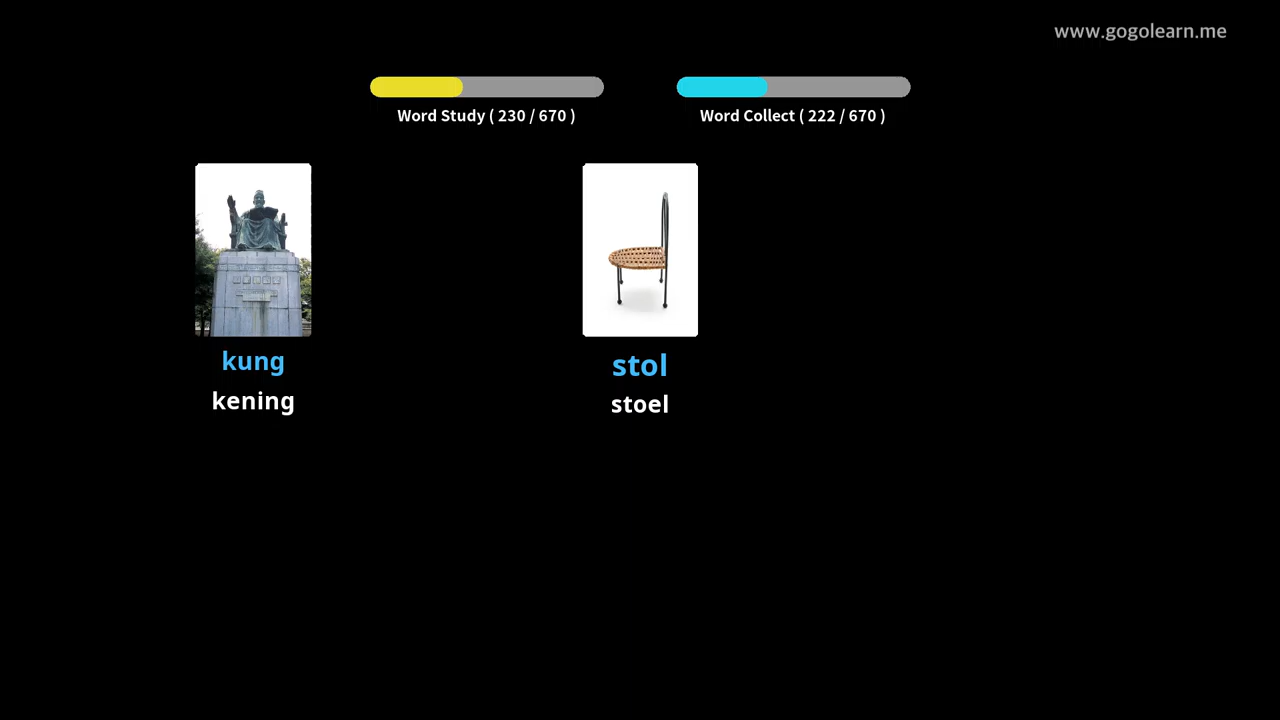 www.gogolearn.me
Word Study ( 230 / 670 )
Word Collect ( 222 / 670 )
kung
kening
stol
stoel